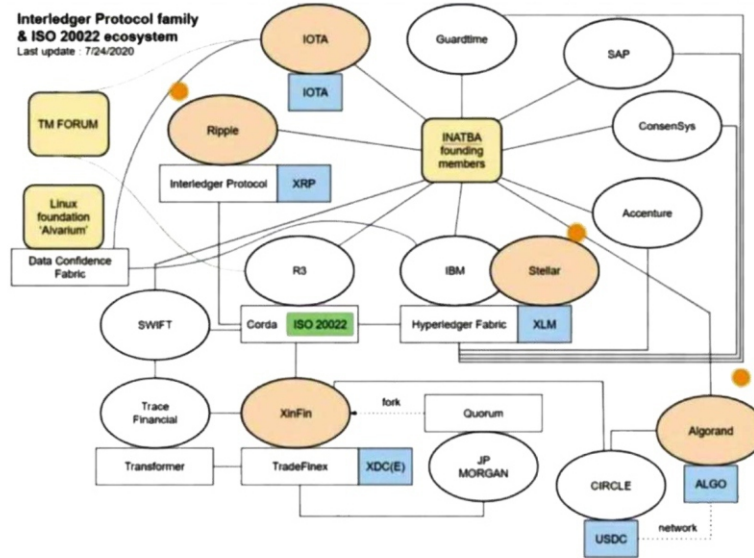 Interledger Protocol family
& ISO 20022 ecosystem
Last update : 7/24/2020
IOTA
Guardtime
SAP
IOTA
TM FORUM
Ripple
INATBA
founding
members
ConsenSys
Interledger Protocol
XRP
Linux
foundation
'Alvarium'
Accenture
Data Confidence
Fabric
R3
IBM
Stellar
SWIFT
Corda
ISO 20022
Hyperledger Fabric
XLM
Trace
Financial
XinFin
fork
Quorum
Algorand
Transformer
TradeFinex
XDC(E)
JP
MORGAN
CIRCLE
ALGO
network
USDC